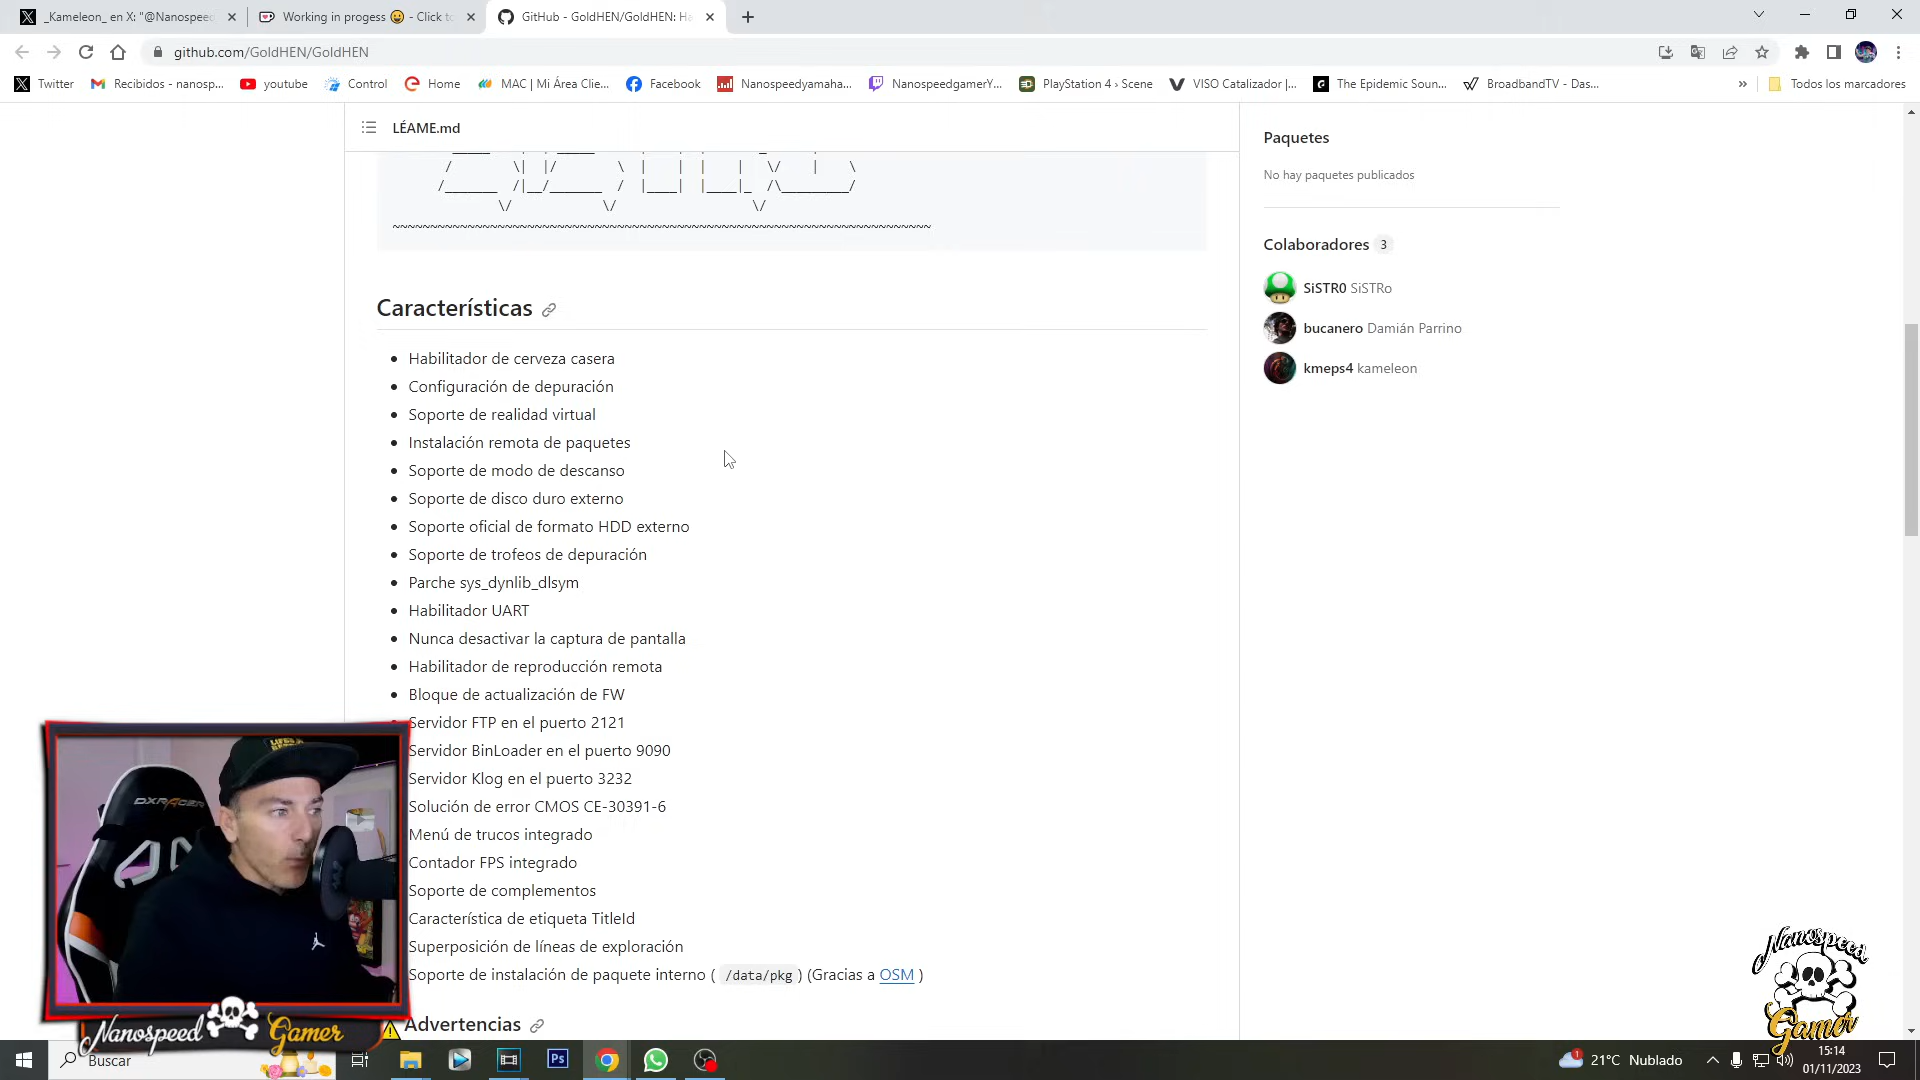 _Kameleon_ en X: "@Nanospee
Working in progess 😀 - Click to
GitHub - GoldHEN/GoldHEN: Ha
github.com/GoldHEN/GoldHEN
Twitter
Recibidos - nanosp...
youtube
Control
Home
MAC | Mi Área Clie...
Facebook
Nanospeedyamaha...
NanospeedgamerY...
PlayStation 4 › Scene
VISO Catalizador |...
The Epidemic Soun...
BroadbandTV - Das...
»
Todos los marcadores
LÉAME.md
Características
• Habilitador de cerveza casera
• Configuración de depuración
• Soporte de realidad virtual
• Instalación remota de paquetes
• Soporte de modo de descanso
• Soporte de disco duro externo
• Soporte oficial de formato HDD externo
• Soporte de trofeos de depuración
• Parche sys_dynlib_dlsym
• Habilitador UART
• Nunca desactivar la captura de pantalla
• Habilitador de reproducción remota
• Bloque de actualización de FW
Servidor FTP en el puerto 2121
Servidor BinLoader en el puerto 9090
Servidor Klog en el puerto 3232
Solución de error CMOS CE-30391-6
Menú de trucos integrado
Contador FPS integrado
Soporte de complementos
Característica de etiqueta TitleId
Superposición de líneas de exploración
Soporte de instalación de paquete interno ( /data/pkg ) (Gracias a OSM )
Advertencias
Paquetes
No hay paquetes publicados
Colaboradores 3
SiSTR0 SiSTRo
bucanero Damián Parrino
kmeps4 kameleon
DXRACER
Nanospeed Gamer
Nanospeed
Gamer
Buscar
Ps
1
21°C Nublado
15:14
01/11/2023